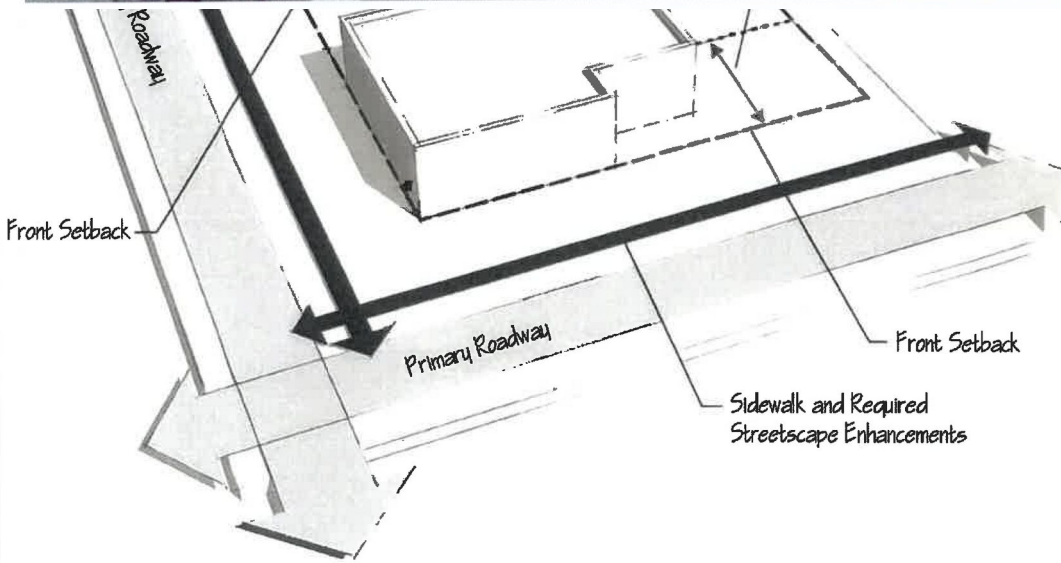 Roadway
Front Setback
Primary Roadway
Front Setback
Sidewalk and Required
Streetscape Enhancements